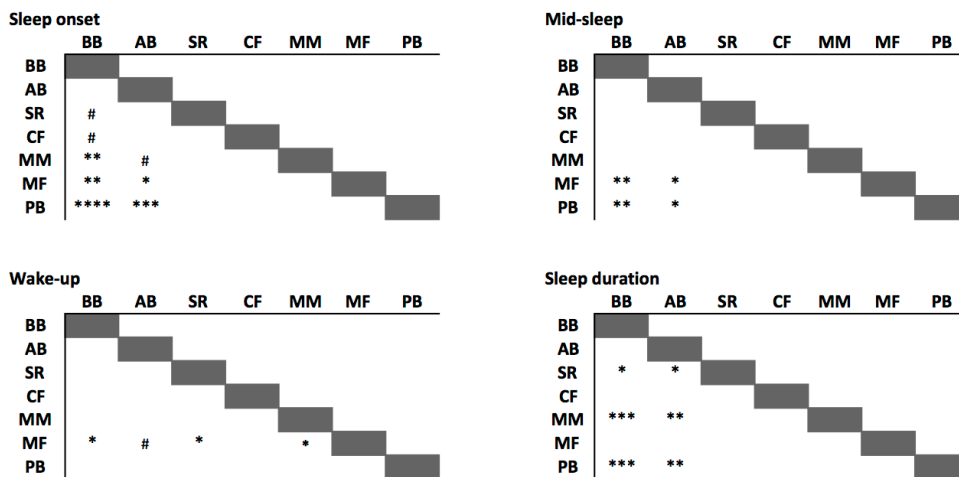 Sleep onset
BB AB SR CF MM MF PB
BB
AB
SR #
CF #
MM ** #
MF ** *
PB **** ***
Mid-sleep
BB AB SR CF MM MF PB
BB
AB
SR
CF
MM
MF ** *
PB ** *
Wake-up
BB AB SR CF MM MF PB
BB
AB
SR
CF
MM
MF * # * *
PB
Sleep duration
BB AB SR CF MM MF PB
BB
AB
SR * *
CF
MM *** **
MF
PB *** **